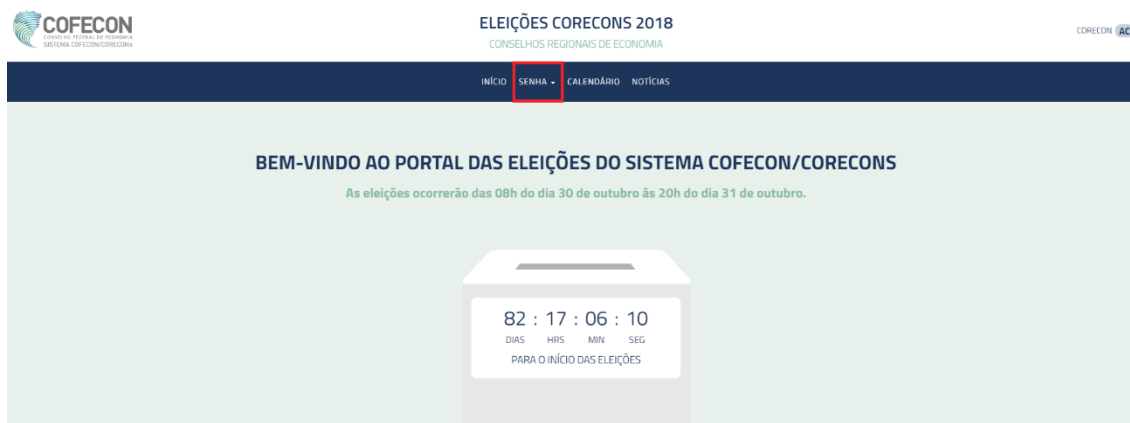 COFECON
CONSELHO FEDERAL DE ECONOMIA
SISTEMA COFECON/CORECONs
ELEIÇÕES CORECONS 2018
CONSELHOS REGIONAIS DE ECONOMIA
CORECON AC
INÍCIO SENHA CALENDÁRIO NOTÍCIAS
BEM-VINDO AO PORTAL DAS ELEIÇÕES DO SISTEMA COFECON/CORECONS
As eleições ocorrerão das 08h do dia 30 de outubro às 20h do dia 31 de outubro.
82 : 17 : 06 : 10
DIAS HRS MIN SEG
PARA O INÍCIO DAS ELEIÇÕES